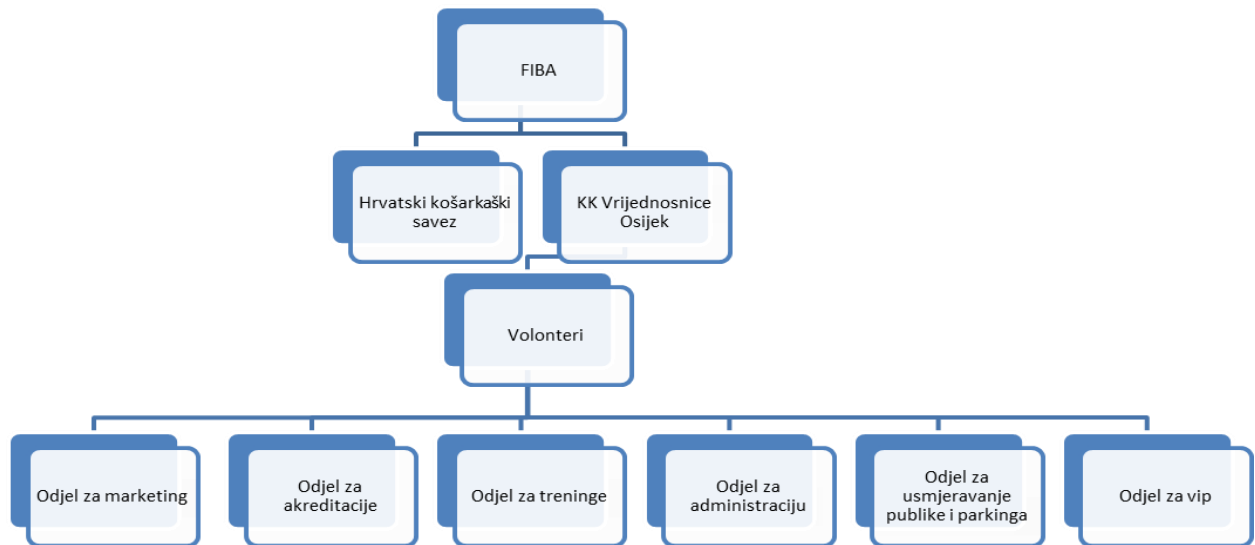 FIBA
Hrvatski košarkaški
savez
KK Vrijednosnice
Osijek
Volonteri
Odjel za marketing
Odjel za
akreditacije
Odjel za treninge
Odjel za
administraciju
Odjel za
usmjeravanje
publike i parkinga
Odjel za vip